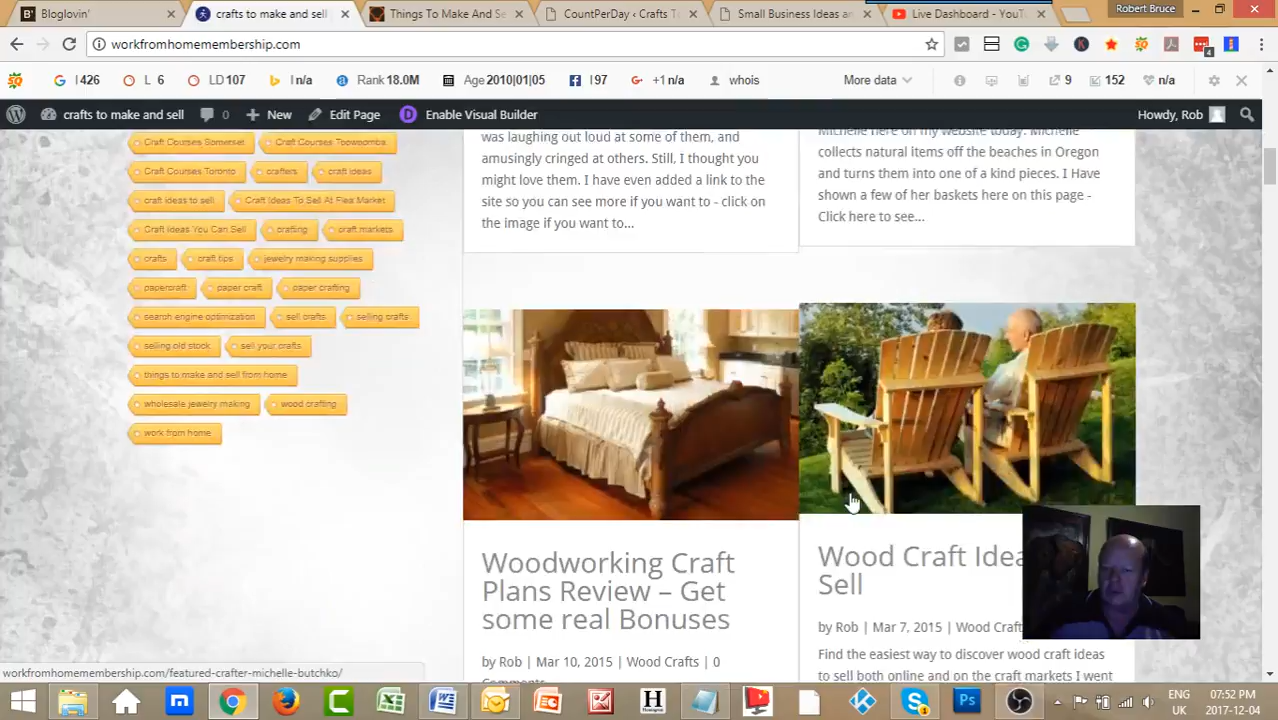 Bloglovin'
crafts to make and sell
Things To Make And Se
CountPerDay ‹ Crafts T
Small Business Ideas an
Live Dashboard - YouTu
Robert Bruce
workfromhomemembership.com
4
I 426
L 6
LD 107
I n/a
Rank 18.0M
Age 2010|01|05
I 97
+1 n/a
whois
More data
9
152
n/a
crafts to make and sell
0
New
Edit Page
Enable Visual Builder
Howdy, Rob
Craft Courses Somerset
Craft Courses Toowoomba
Craft Courses Toronto
crafters
craft ideas
craft ideas to sell
Craft Ideas To Sell At Flea Market
Craft Ideas You Can Sell
crafting
craft markets
crafts
craft tips
jewelry making supplies
papercraft
paper craft
paper crafting
search engine optimization
sell crafts
selling crafts
selling old stock
sell your crafts
things to make and sell from home
wholesale jewelry making
wood crafting
work from home
was laughing out loud at some of them, and
amusingly cringed at others. Still, I thought you
might love them. I have even added a link to the
site so you can see more if you want to - click on
the image if you want to...
Michelle here on my website today. Michelle
collects natural items off the beaches in Oregon
and turns them into one of a kind pieces. I Have
shown a few of her baskets here on this page -
Click here to see...
Woodworking Craft
Plans Review – Get
some real Bonuses
by Rob | Mar 10, 2015 | Wood Crafts | 0
Comments
Wood Craft Idea
Sell
by Rob | Mar 7, 2015 | Wood Craft
Find the easiest way to discover wood craft ideas
to sell both online and on the craft markets I went
workfromhomemembership.com/featured-crafter-michelle-butchko/
ENG
UK
07:52 PM
2017-12-04